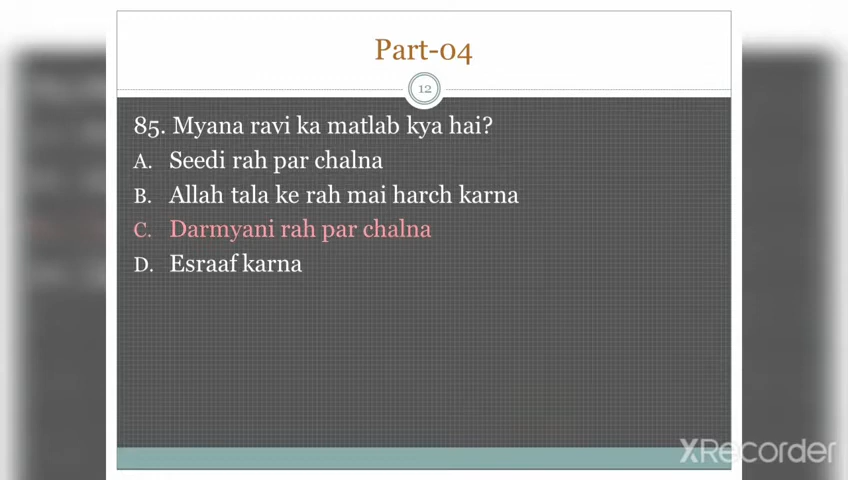 Part-04
12
85. Myana ravi ka matlab kya hai?
A. Seedi rah par chalna
B. Allah tala ke rah mai harch karna
C. Darmyani rah par chalna
D. Esraaf karna
XRecorder